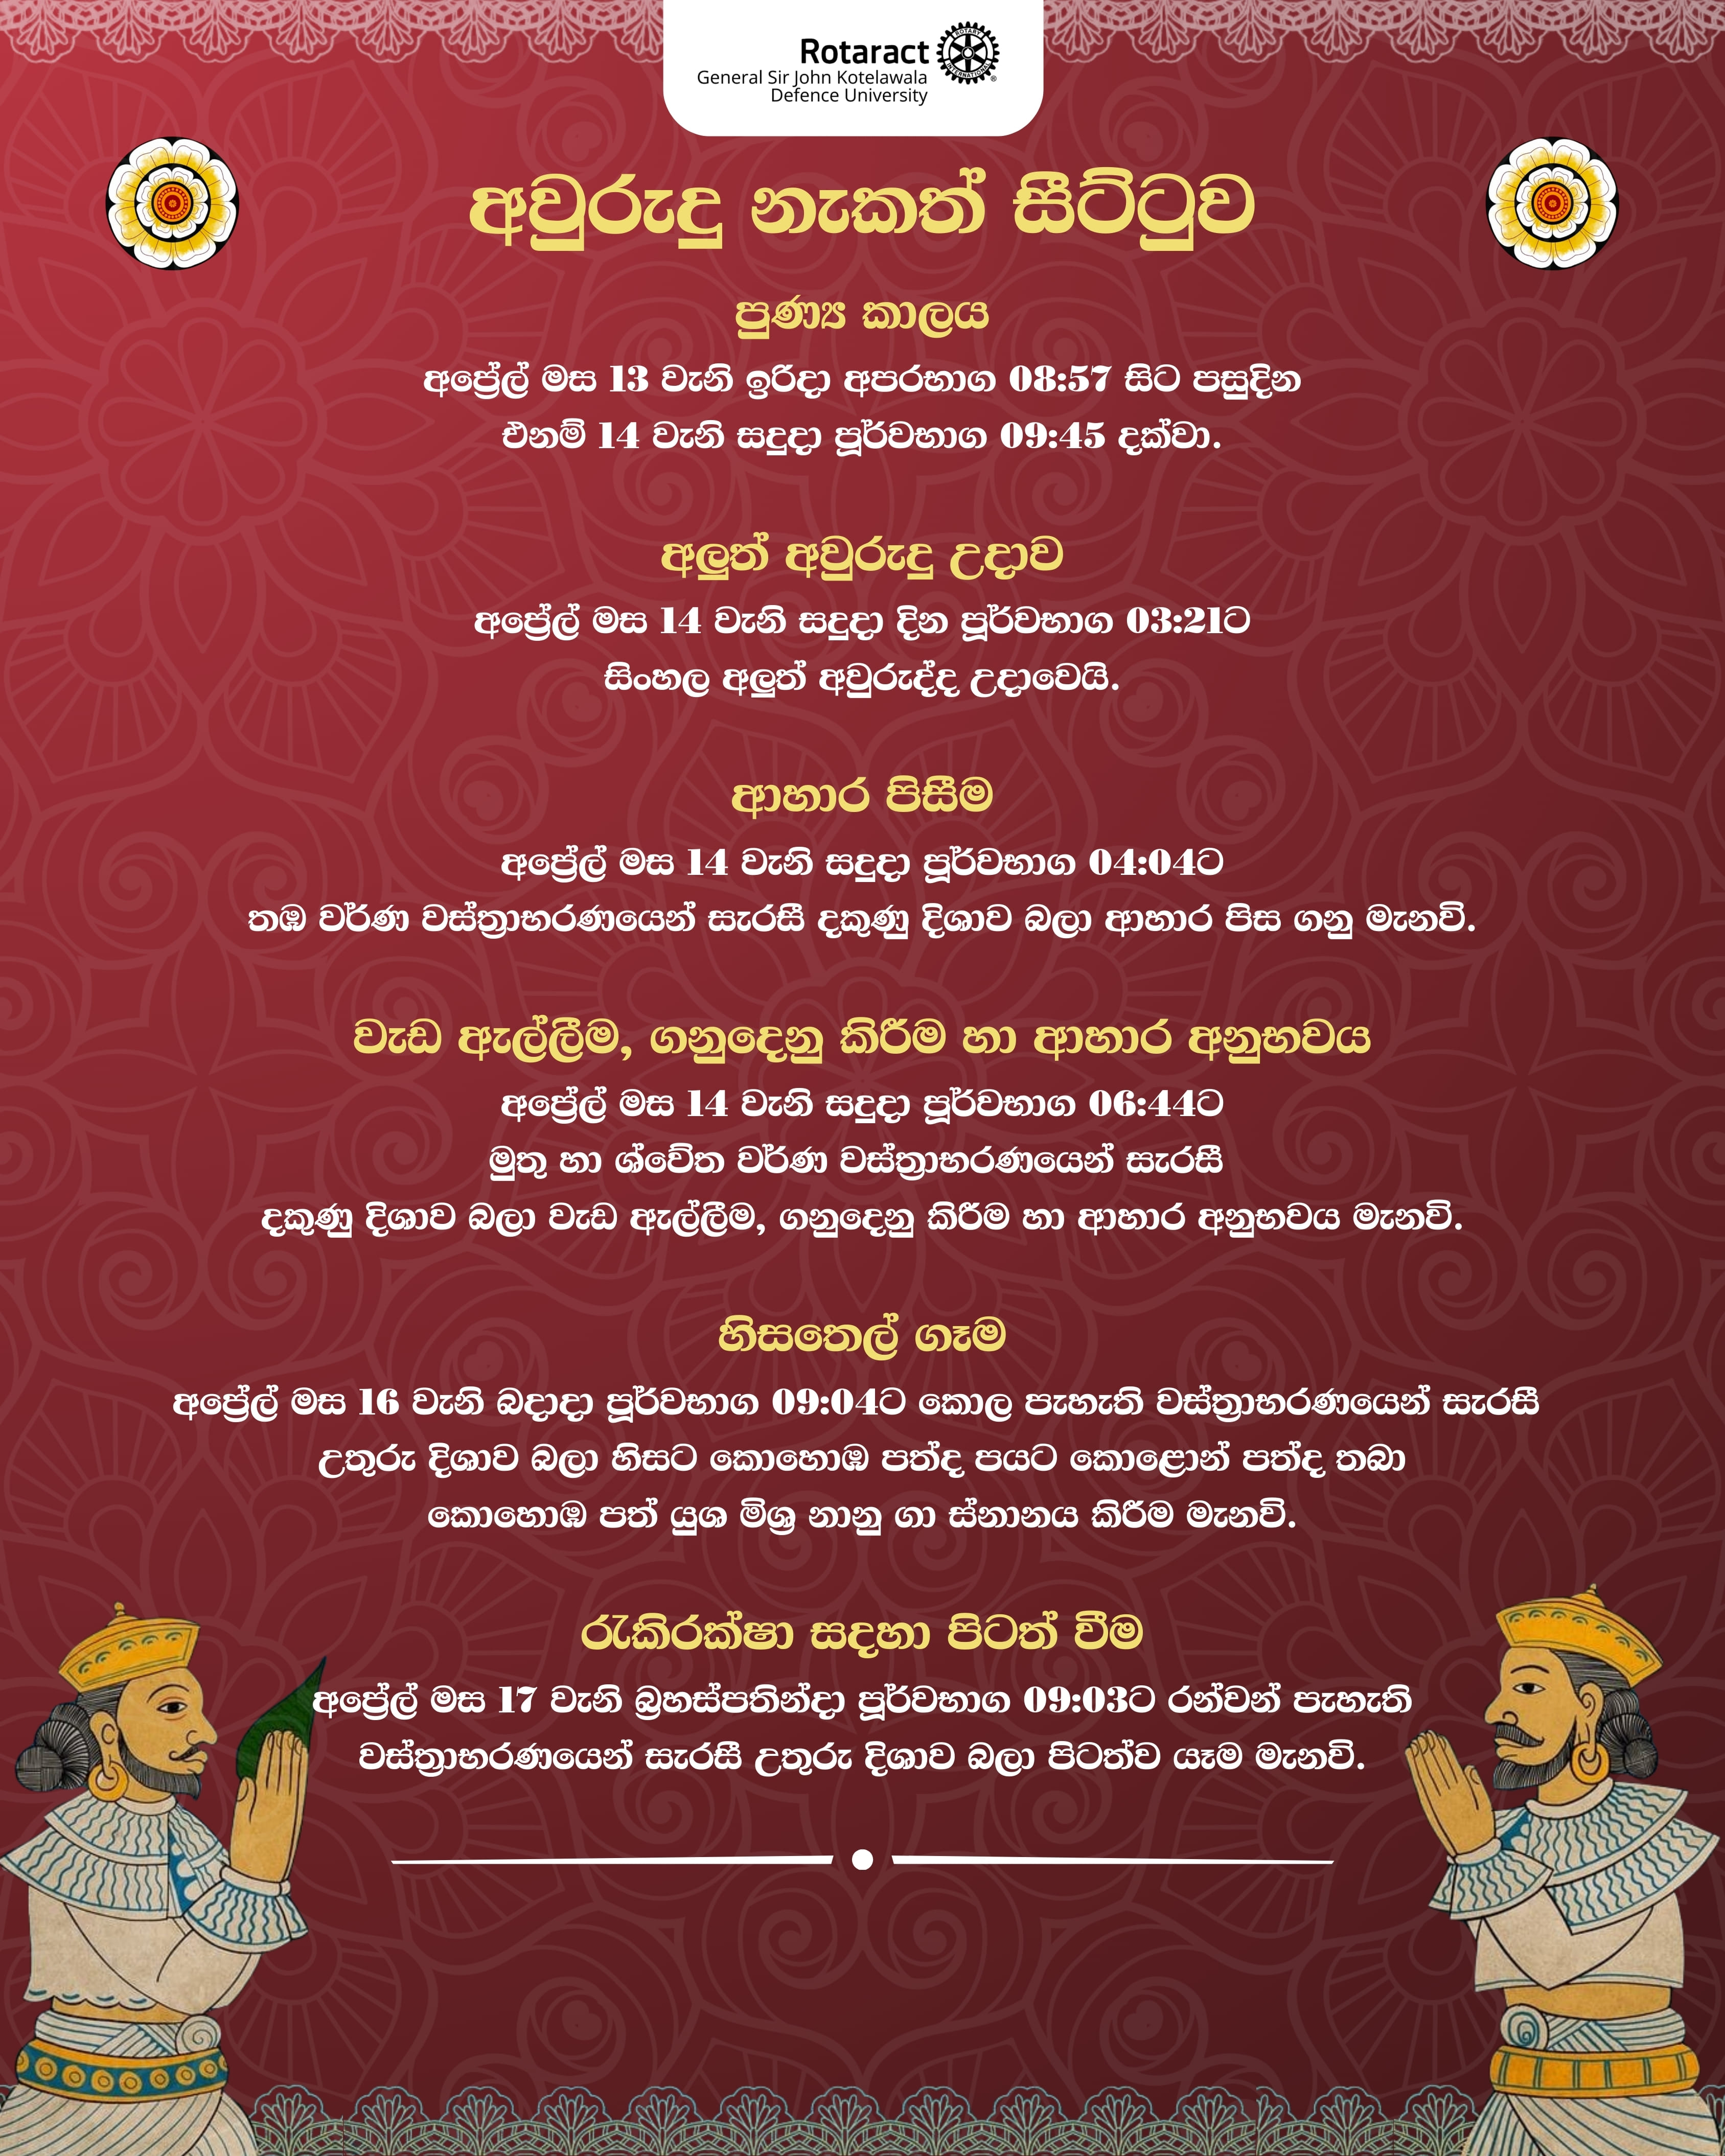 Rotaract
General Sir John Kotelawala
Defence University
ROTARY
INTERNATIONAL
අවුරුදු නැකත් සීට්ටුව
පුණ්‍ය කාලය
අප්‍රේල් මස 13 වැනි ඉරිදා අපරභාග 08:57 සිට පසුදින
එනම් 14 වැනි සඳුදා පූර්වභාග 09:45 දක්වා.
අලුත් අවුරුදු උදාව
අප්‍රේල් මස 14 වැනි සඳුදා දින පූර්වභාග 03:21ට
සිංහල අලුත් අවුරුද්ද උදාවෙයි.
ආහාර පිසීම
අප්‍රේල් මස 14 වැනි සඳුදා පූර්වභාග 04:04ට
තඹ වර්ණ වස්ත්‍රාභරණයෙන් සැරසී දකුණු දිශාව බලා ආහාර පිස ගනු මැනවි.
වැඩ ඇල්ලීම, ගනුදෙනු කිරීම හා ආහාර අනුභවය
අප්‍රේල් මස 14 වැනි සඳුදා පූර්වභාග 06:44ට
මුතු හා ශ්වේත වර්ණ වස්ත්‍රාභරණයෙන් සැරසී
දකුණු දිශාව බලා වැඩ ඇල්ලීම, ගනුදෙනු කිරීම හා ආහාර අනුභවය මැනවි.
හිසතෙල් ගෑම
අප්‍රේල් මස 16 වැනි බදාදා පූර්වභාග 09:04ට කොල පැහැති වස්ත්‍රාභරණයෙන් සැරසී
උතුරු දිශාව බලා හිසට කොහොඹ පත්ද පයට කොළොන් පත්ද තබා
කොහොඹ පත් යුශ මිශ්‍ර නානු ගා ස්නානය කිරීම මැනවි.
රැකිරක්ෂා සඳහා පිටත් වීම
අප්‍රේල් මස 17 වැනි බ්‍රහස්පතින්දා පූර්වභාග 09:03ට රන්වන් පැහැති
වස්ත්‍රාභරණයෙන් සැරසී උතුරු දිශාව බලා පිටත්ව යෑම මැනවි.